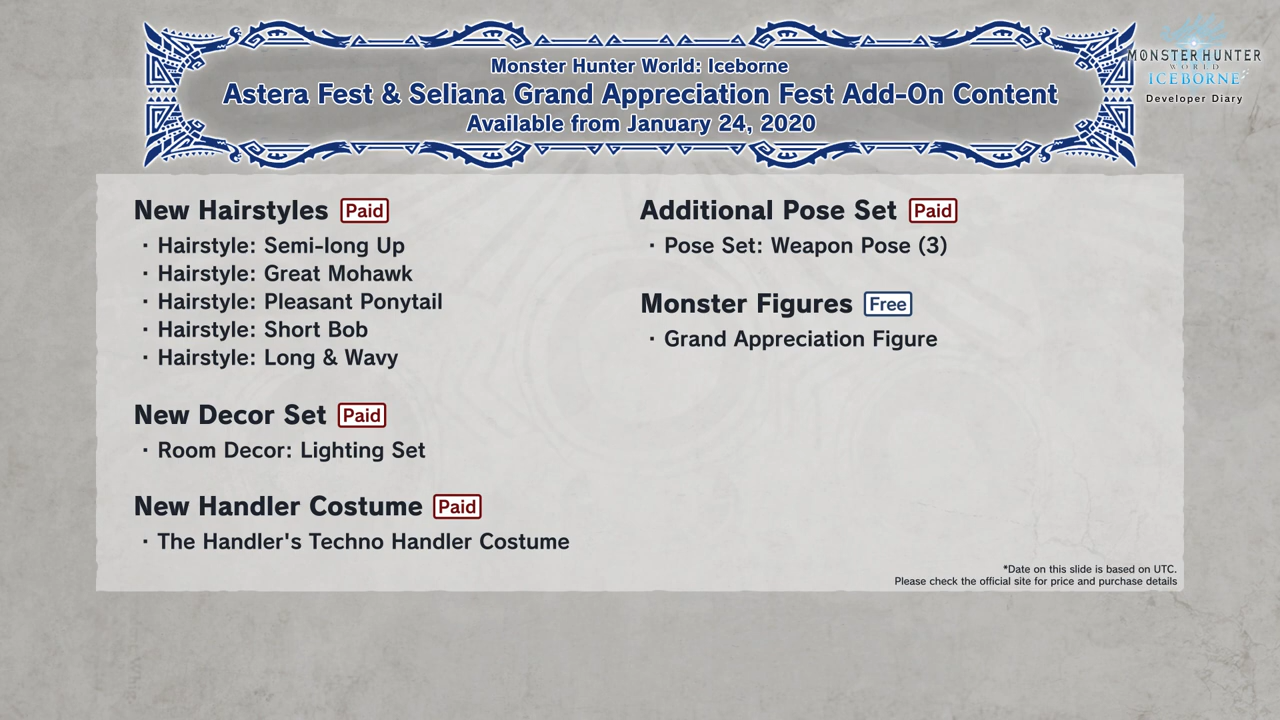 Monster Hunter World: Iceborne
Astera Fest & Seliana Grand Appreciation Fest Add-On Content
Available from January 24, 2020
MONSTER HUNTER
WORLD
ICEBORNE
Developer Diary
New Hairstyles Paid
· Hairstyle: Semi-long Up
· Hairstyle: Great Mohawk
· Hairstyle: Pleasant Ponytail
· Hairstyle: Short Bob
· Hairstyle: Long & Wavy
New Decor Set Paid
· Room Decor: Lighting Set
New Handler Costume Paid
· The Handler's Techno Handler Costume
Additional Pose Set Paid
· Pose Set: Weapon Pose (3)
Monster Figures Free
· Grand Appreciation Figure
*Date on this slide is based on UTC.
Please check the official site for price and purchase details